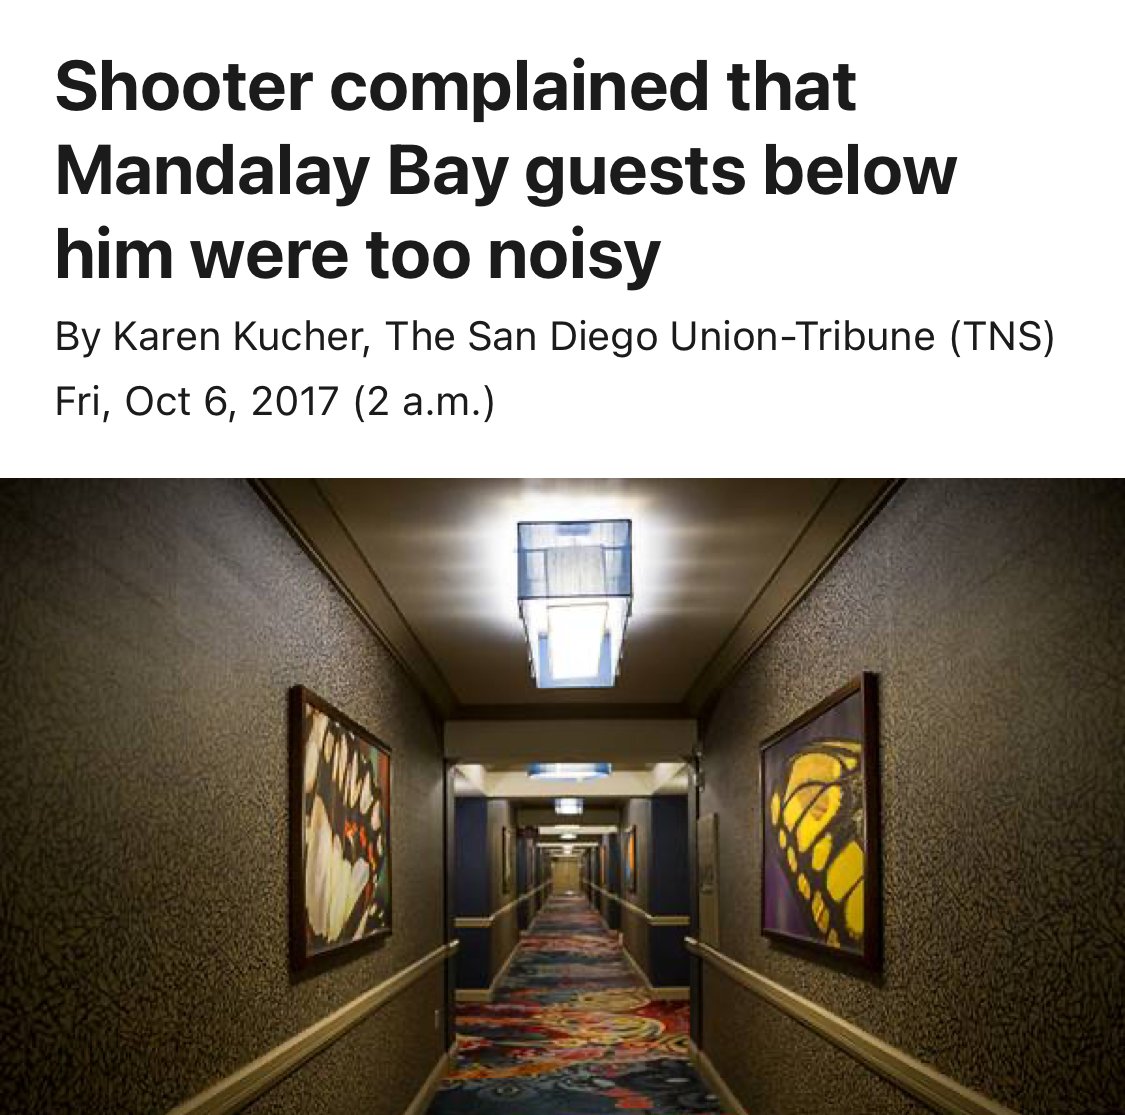 Shooter complained that
Mandalay Bay guests below
him were too noisy
By Karen Kucher, The San Diego Union-Tribune (TNS)
Fri, Oct 6, 2017 (2 a.m.)